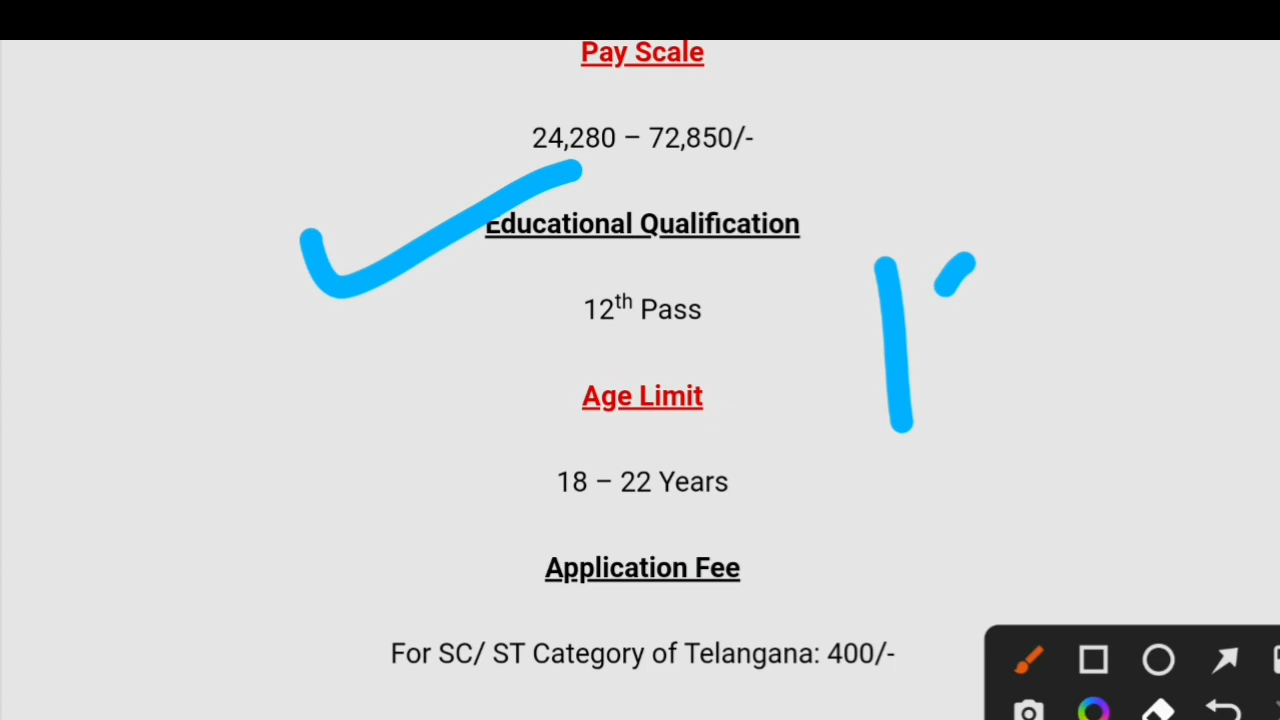 Pay Scale
24,280 – 72,850/-
Educational Qualification
12th Pass
Age Limit
18 – 22 Years
Application Fee
For SC/ ST Category of Telangana: 400/-